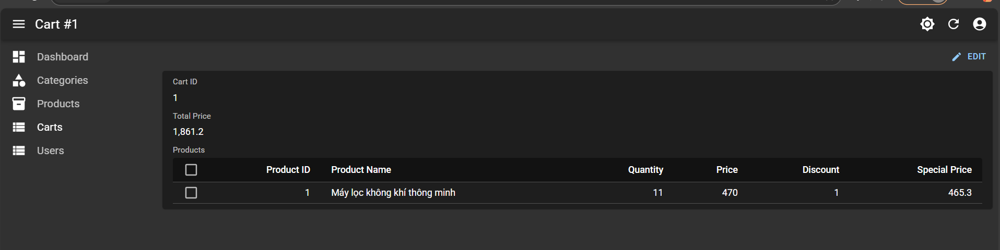 Cart #1
Dashboard
Categories
Products
Carts
Users
EDIT
Cart ID
1
Total Price
1,861.2
Products
Product ID Product Name Quantity Price Discount Special Price
1 Máy lọc không khí thông minh 11 470 1 465.3